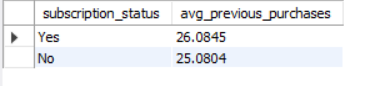 subscription_status avg_previous_purchases
Yes 26.0845
No 25.0804